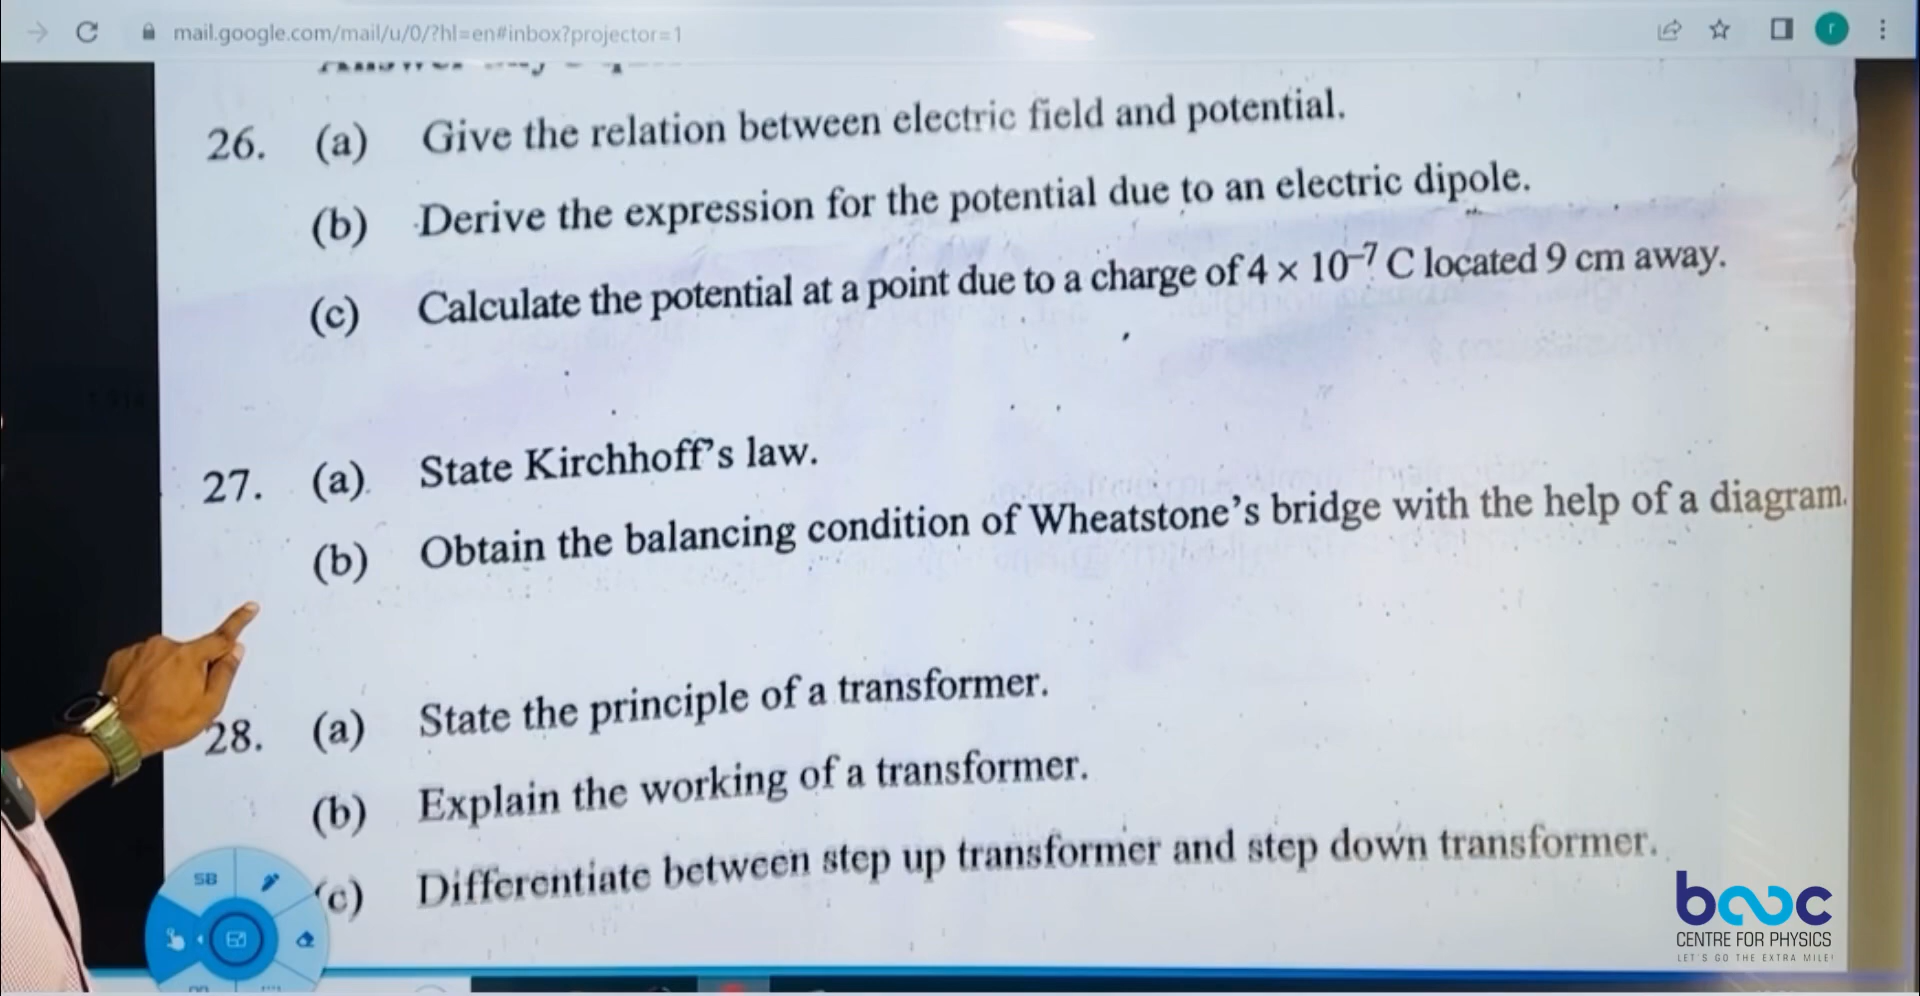 mail.google.com/mail/u/0/?hl=en#inbox?projector=1
r
26. (a) Give the relation between electric field and potential.
(b) Derive the expression for the potential due to an electric dipole.
(c) Calculate the potential at a point due to a charge of 4 × 10⁻⁷ C located 9 cm away.
27. (a) State Kirchhoff's law.
(b) Obtain the balancing condition of Wheatstone's bridge with the help of a diagram.
28. (a) State the principle of a transformer.
(b) Explain the working of a transformer.
(c) Differentiate between step up transformer and step down transformer.
SB
CENTRE FOR PHYSICS
LET'S GO THE EXTRA MILE!